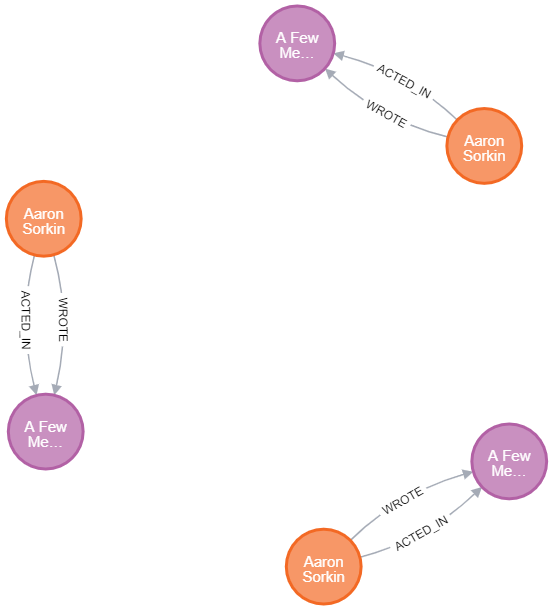 A Few
Me...
ACTED_IN
WROTE
Aaron
Sorkin
Aaron
Sorkin
ACTED_IN
WROTE
A Few
Me...
A Few
Me...
WROTE
ACTED_IN
Aaron
Sorkin